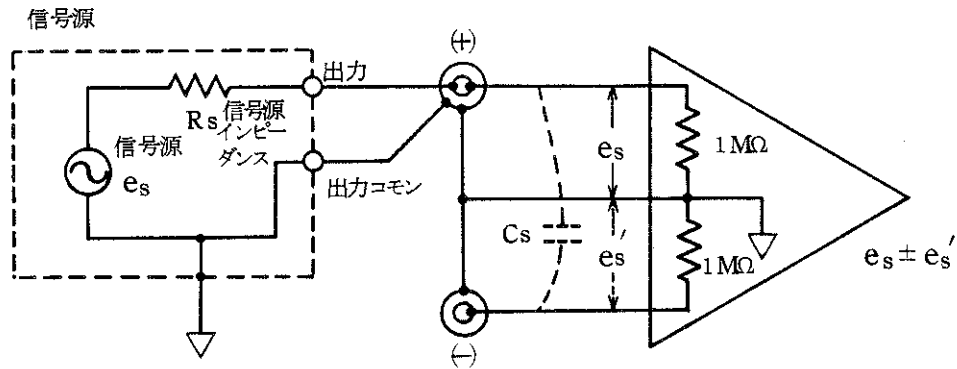 信号源
(+)
出力
Rs
信号源
インピー
ダンス
信号源
es
出力コモン
es
1MΩ
Cs
es′
1MΩ
es ± es′
(−)